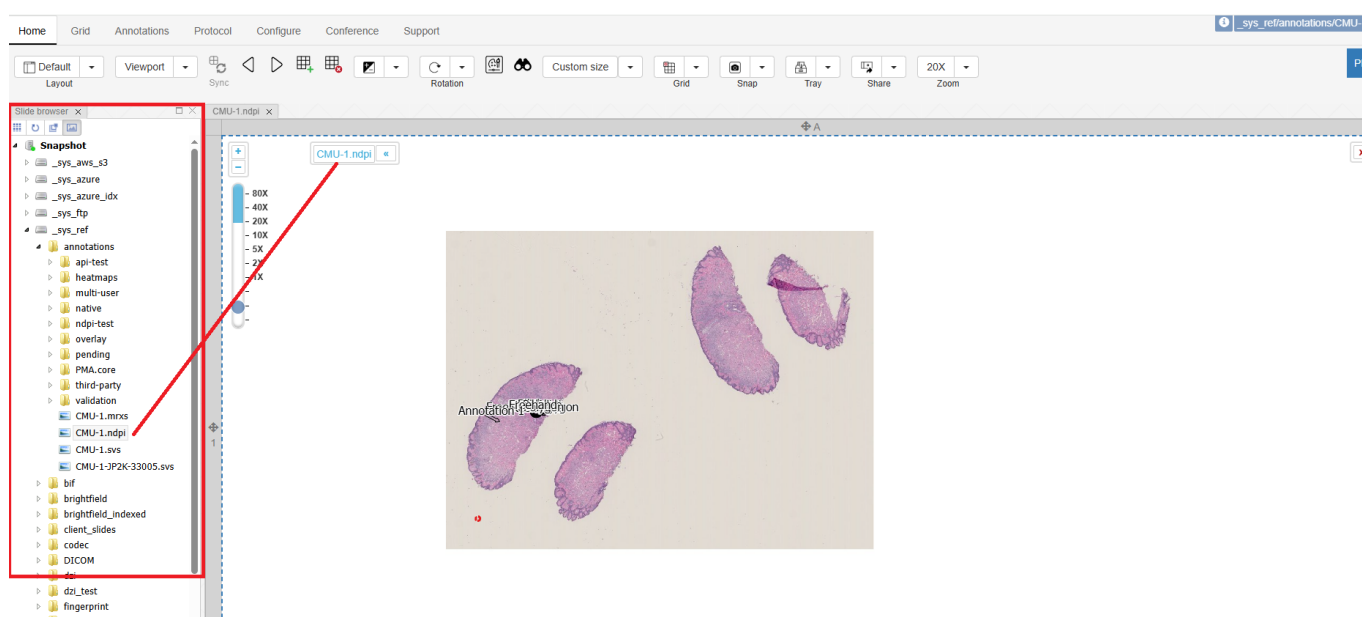 Home Grid Annotations Protocol Configure Conference Support
_sys_ref/annotations/CMU-
Default Viewport Custom size 20X
Layout Sync Rotation Grid Snap Tray Share Zoom
Slide browser
CMU-1.ndpi
A
Snapshot
_sys_aws_s3
_sys_azure
_sys_azure_idx
_sys_ftp
_sys_ref
annotations
api-test
heatmaps
multi-user
native
ndpi-test
overlay
pending
PMA.core
third-party
validation
CMU-1.mrxs
CMU-1.ndpi
CMU-1.svs
CMU-1-JP2K-33005.svs
bif
brightfield
brightfield_indexed
client_slides
codec
DICOM
dzi
dzi_test
fingerprint
1
CMU-1.ndpi «
+
-
80X
40X
20X
10X
5X
2X
1X
Freehand
Annotation 1